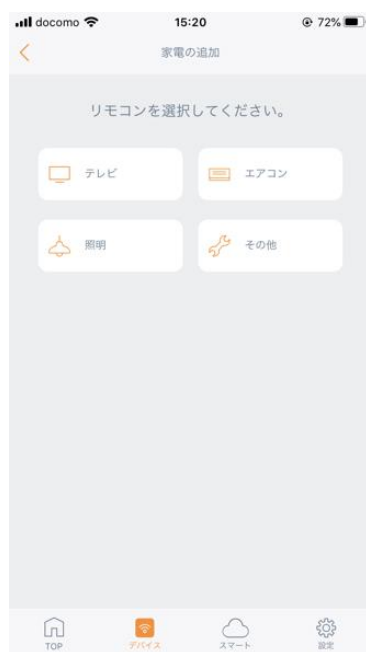 docomo 15:20 72%
家電の追加
リモコンを選択してください。
テレビ エアコン
照明 その他
TOP デバイス スマート 設定